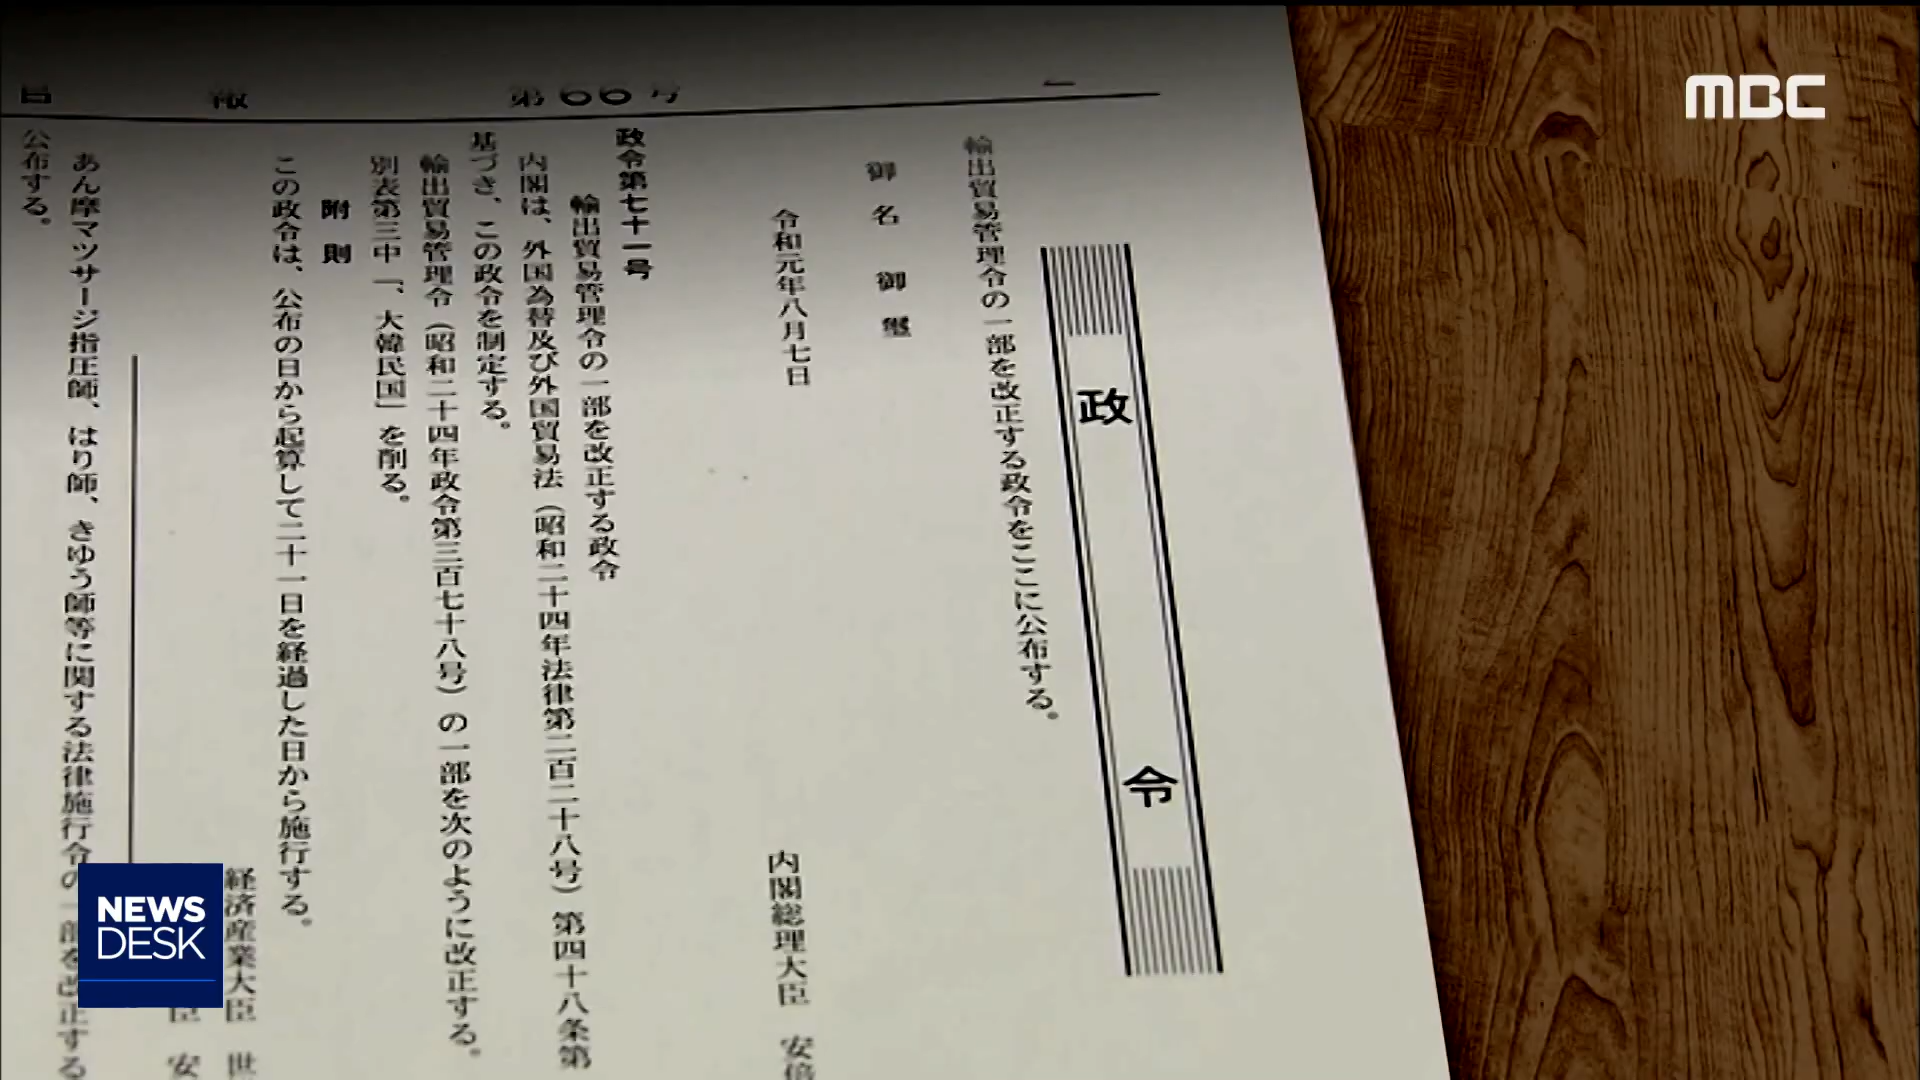 MBC
官報 第66号
政令
輸出貿易管理令の一部を改正する政令をここに公布する。
御名御璽
令和元年八月七日
内閣総理大臣 安倍
政令第七十一号
輸出貿易管理令の一部を改正する政令
内閣は、外国為替及び外国貿易法（昭和二十四年法律第二百二十八号）第四十八条第
基づき、この政令を制定する。
輸出貿易管理令（昭和二十四年政令第三百七十八号）の一部を次のように改正する。
別表第三中「、大韓民国」を削る。
附則
この政令は、公布の日から起算して二十一日を経過した日から施行する。
経済産業大臣 世
臣 安
あん摩マツサージ指圧師、はり師、きゆう師等に関する法律施行令の一部を改正する
公布する。
NEWS
DESK